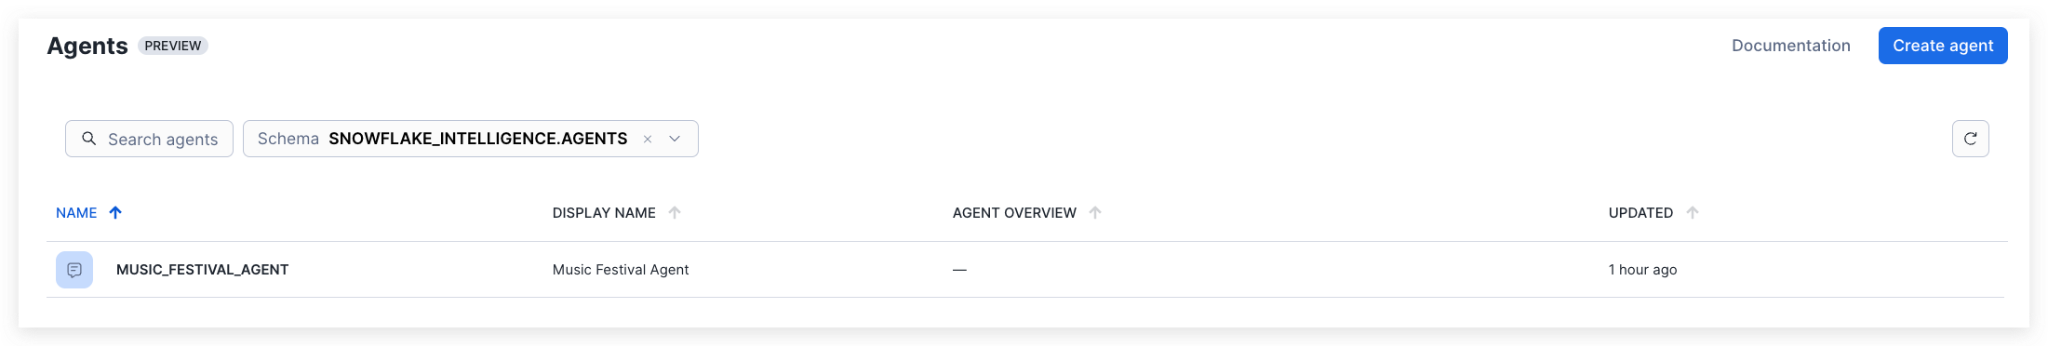 Agents PREVIEW Documentation Create agent
Search agents Schema SNOWFLAKE_INTELLIGENCE.AGENTS
NAME DISPLAY NAME AGENT OVERVIEW UPDATED
MUSIC_FESTIVAL_AGENT Music Festival Agent — 1 hour ago